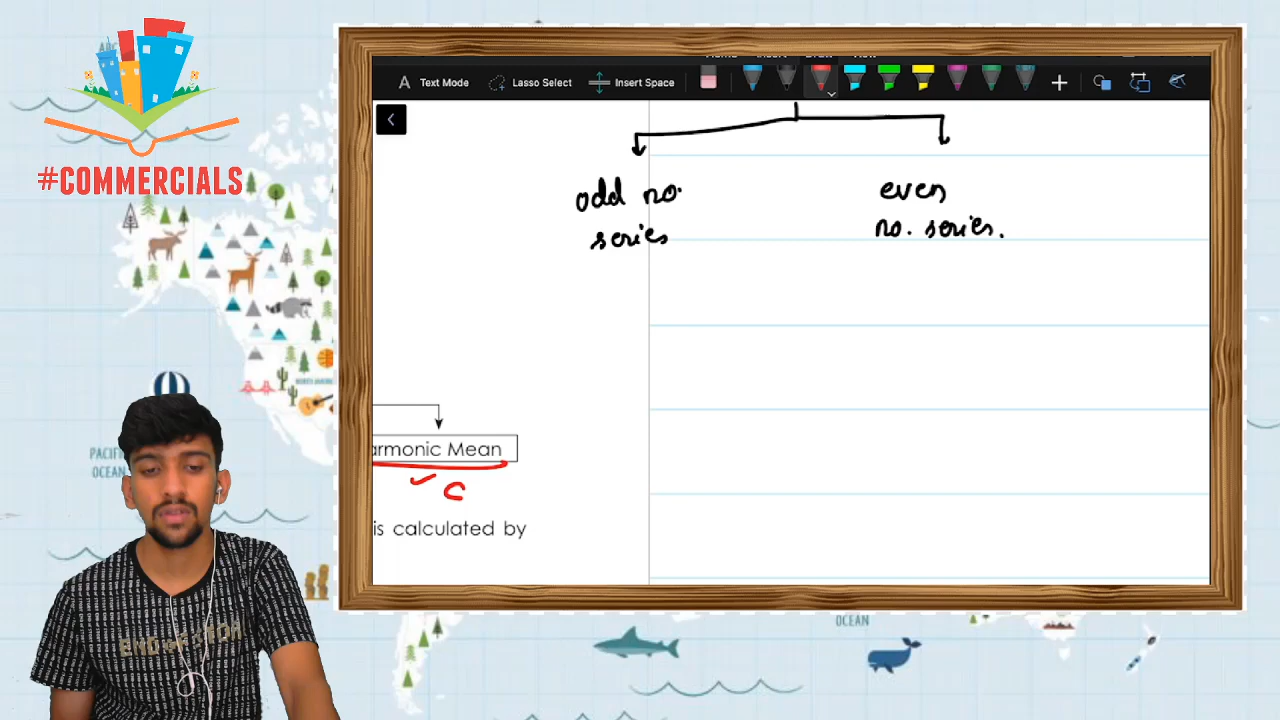 #COMMERCIALS
Text Mode
Lasso Select
Insert Space
odd no.
series
even
no. series.
armonic Mean
is calculated by
PACIFIC
OCEAN
OCEAN